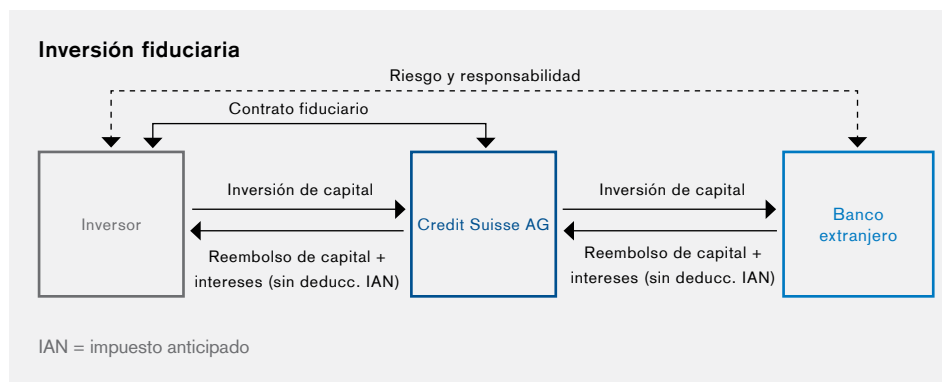 Inversión fiduciaria
Riesgo y responsabilidad
Contrato fiduciario
Inversor
Inversión de capital
Reembolso de capital +
intereses (sin deducc. IAN)
Credit Suisse AG
Inversión de capital
Reembolso de capital +
intereses (sin deducc. IAN)
Banco
extranjero
IAN = impuesto anticipado